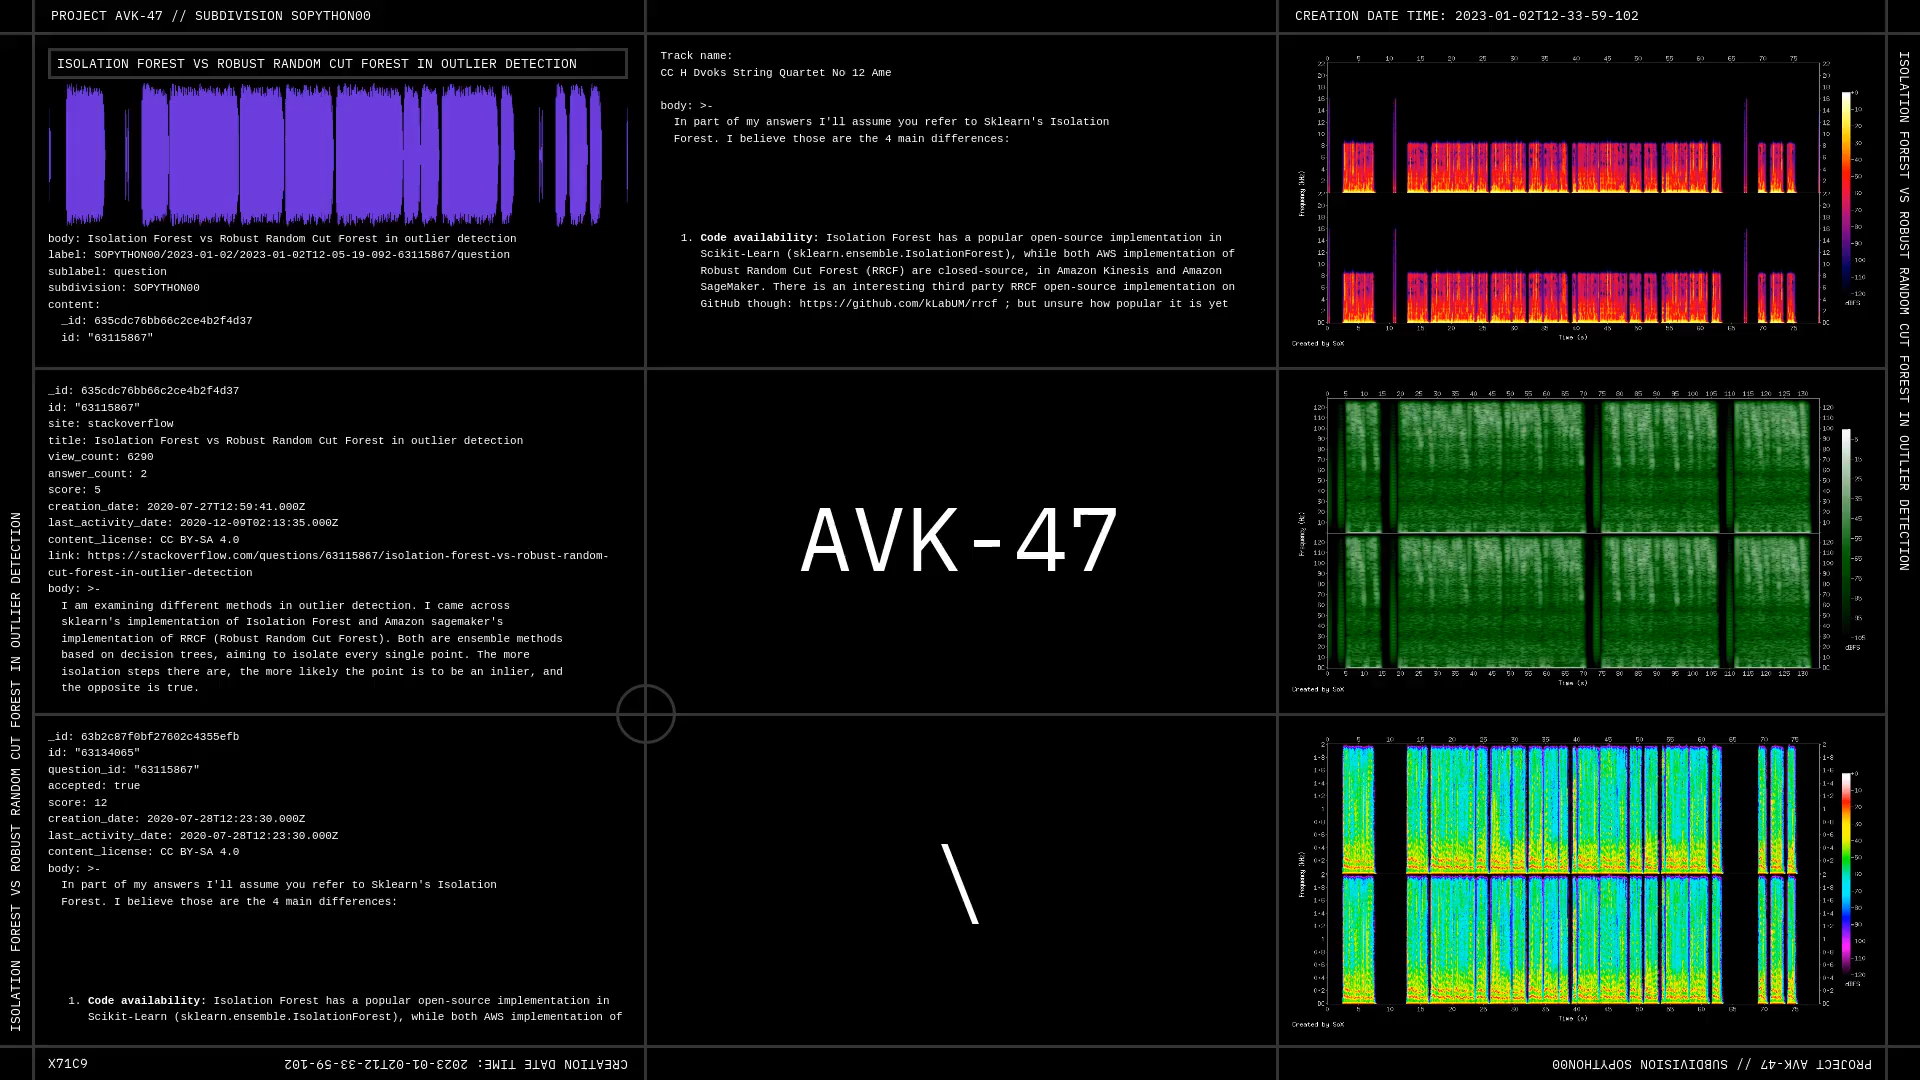 PROJECT AVK-47 // SUBDIVISION SOPYTHON00
CREATION DATE TIME: 2023-01-02T12-33-59-102
ISOLATION FOREST VS ROBUST RANDOM CUT FOREST IN OUTLIER DETECTION
body: Isolation Forest vs Robust Random Cut Forest in outlier detection
label: SOPYTHON00/2023-01-02/2023-01-02T12-05-19-092-63115867/question
sublabel: question
subdivision: SOPYTHON00
content:
_id: 635cdc76bb66c2ce4b2f4d37
id: "63115867"
Track name:
CC H Dvoks String Quartet No 12 Ame
body: >-
In part of my answers I'll assume you refer to Sklearn's Isolation
Forest. I believe those are the 4 main differences:
1. Code availability: Isolation Forest has a popular open-source implementation in
Scikit-Learn (sklearn.ensemble.IsolationForest), while both AWS implementation of
Robust Random Cut Forest (RRCF) are closed-source, in Amazon Kinesis and Amazon
SageMaker. There is an interesting third party RRCF open-source implementation on
GitHub though: https://github.com/kLabUM/rrcf ; but unsure how popular it is yet
Frequency (kHz)
Time (s)
dBFS
Created by SoX
_id: 635cdc76bb66c2ce4b2f4d37
id: "63115867"
site: stackoverflow
title: Isolation Forest vs Robust Random Cut Forest in outlier detection
view_count: 6290
answer_count: 2
score: 5
creation_date: 2020-07-27T12:59:41.000Z
last_activity_date: 2020-12-09T02:13:35.000Z
content_license: CC BY-SA 4.0
link: https://stackoverflow.com/questions/63115867/isolation-forest-vs-robust-random-
cut-forest-in-outlier-detection
body: >-
I am examining different methods in outlier detection. I came across
sklearn's implementation of Isolation Forest and Amazon sagemaker's
implementation of RRCF (Robust Random Cut Forest). Both are ensemble methods
based on decision trees, aiming to isolate every single point. The more
isolation steps there are, the more likely the point is to be an inlier, and
the opposite is true.
AVK-47
Frequency (Hz)
Time (s)
dBFS
Created by SoX
_id: 63b2c87f0bf27602c4355efb
id: "63134065"
question_id: "63115867"
accepted: true
score: 12
creation_date: 2020-07-28T12:23:30.000Z
last_activity_date: 2020-07-28T12:23:30.000Z
content_license: CC BY-SA 4.0
body: >-
In part of my answers I'll assume you refer to Sklearn's Isolation
Forest. I believe those are the 4 main differences:
1. Code availability: Isolation Forest has a popular open-source implementation in
Scikit-Learn (sklearn.ensemble.IsolationForest), while both AWS implementation of
\
Frequency (kHz)
Time (s)
dBFS
Created by SoX
ISOLATION FOREST VS ROBUST RANDOM CUT FOREST IN OUTLIER DETECTION
ISOLATION FOREST VS ROBUST RANDOM CUT FOREST IN OUTLIER DETECTION
X71C6
CREATION DATE TIME: 2023-01-02T12-33-59-102
PROJECT AVK-47 // SUBDIVISION SOPYTHON00